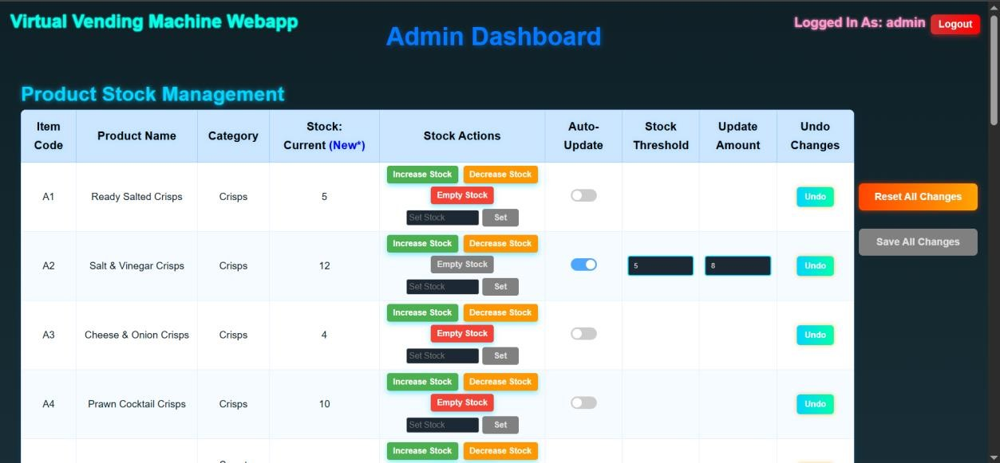 Virtual Vending Machine Webapp
Admin Dashboard
Logged In As: admin
Logout
Product Stock Management
Item Code
Product Name
Category
Stock: Current (New*)
Stock Actions
Auto-Update
Stock Threshold
Update Amount
Undo Changes
A1
Ready Salted Crisps
Crisps
5
Increase Stock
Decrease Stock
Empty Stock
Set Stock
Set
Undo
Reset All Changes
Save All Changes
A2
Salt & Vinegar Crisps
Crisps
12
Increase Stock
Decrease Stock
Empty Stock
Set Stock
Set
5
8
Undo
A3
Cheese & Onion Crisps
Crisps
4
Increase Stock
Decrease Stock
Empty Stock
Set Stock
Set
Undo
A4
Prawn Cocktail Crisps
Crisps
10
Increase Stock
Decrease Stock
Empty Stock
Set Stock
Set
Undo
Increase Stock
Decrease Stock